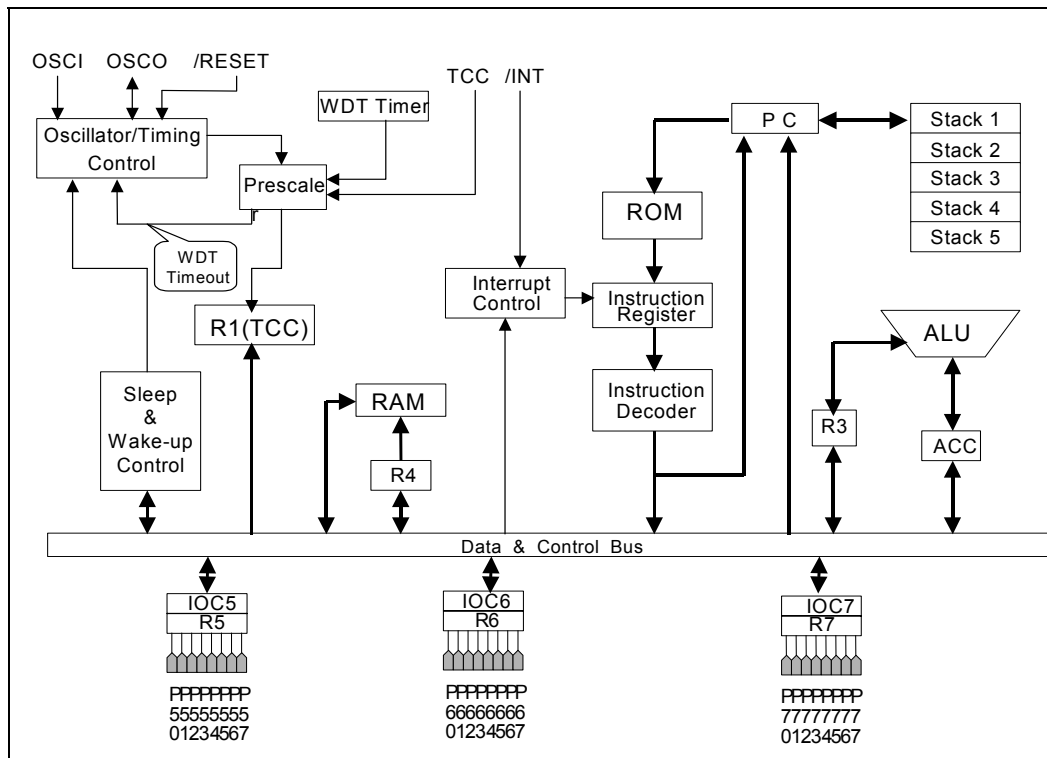 OSCI OSCO /RESET
TCC /INT
WDT Timer
Oscillator/Timing
Control
Prescale
r
WDT
Timeout
R1(TCC)
Sleep
&
Wake-up
Control
RAM
R4
Interrupt
Control
P C
ROM
Instruction
Register
Instruction
Decoder
Stack 1
Stack 2
Stack 3
Stack 4
Stack 5
ALU
R3
ACC
Data & Control Bus
IOC5
R5
PPPPPPPP
55555555
01234567
IOC6
R6
PPPPPPPP
66666666
01234567
IOC7
R7
PPPPPPPP
77777777
01234567